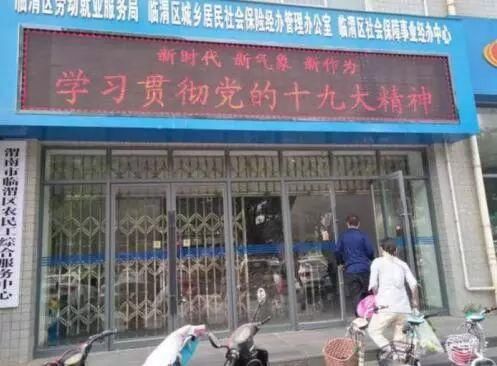 临渭区劳动就业服务局 临渭区城乡居民社会保险经办管理办公室 临渭区社会保障事业经办中心
新时代 新气象 新作为
学习贯彻党的十九大精神
渭南市临渭区农民工综合服务中心